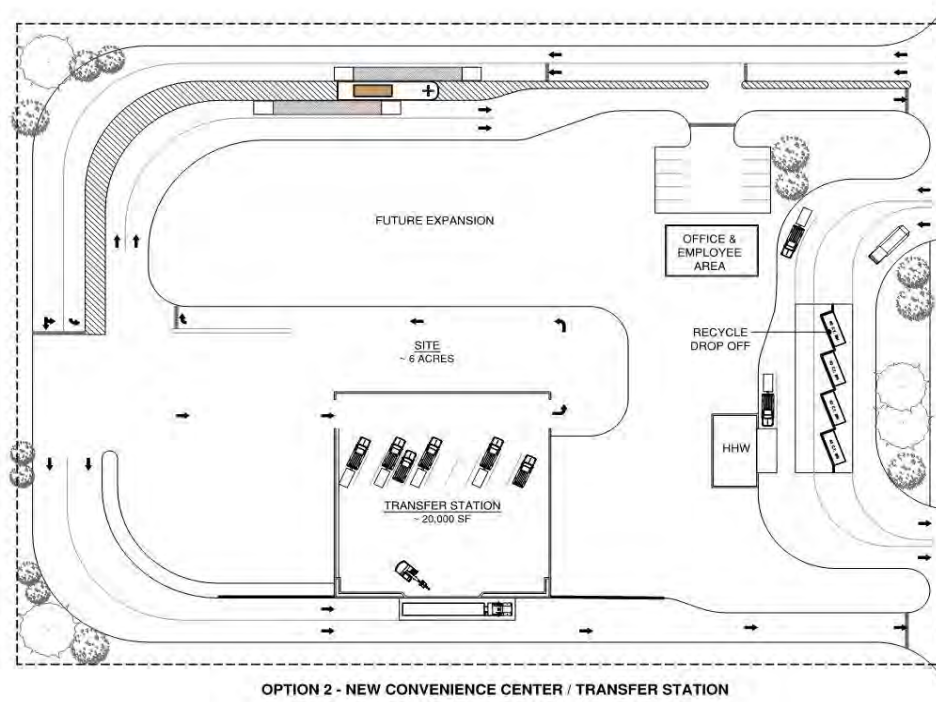 FUTURE EXPANSION
OFFICE &
EMPLOYEE
AREA
RECYCLE
DROP OFF
SITE
~ 6 ACRES
HHW
TRANSFER STATION
~ 20,000 SF
OPTION 2 - NEW CONVENIENCE CENTER / TRANSFER STATION